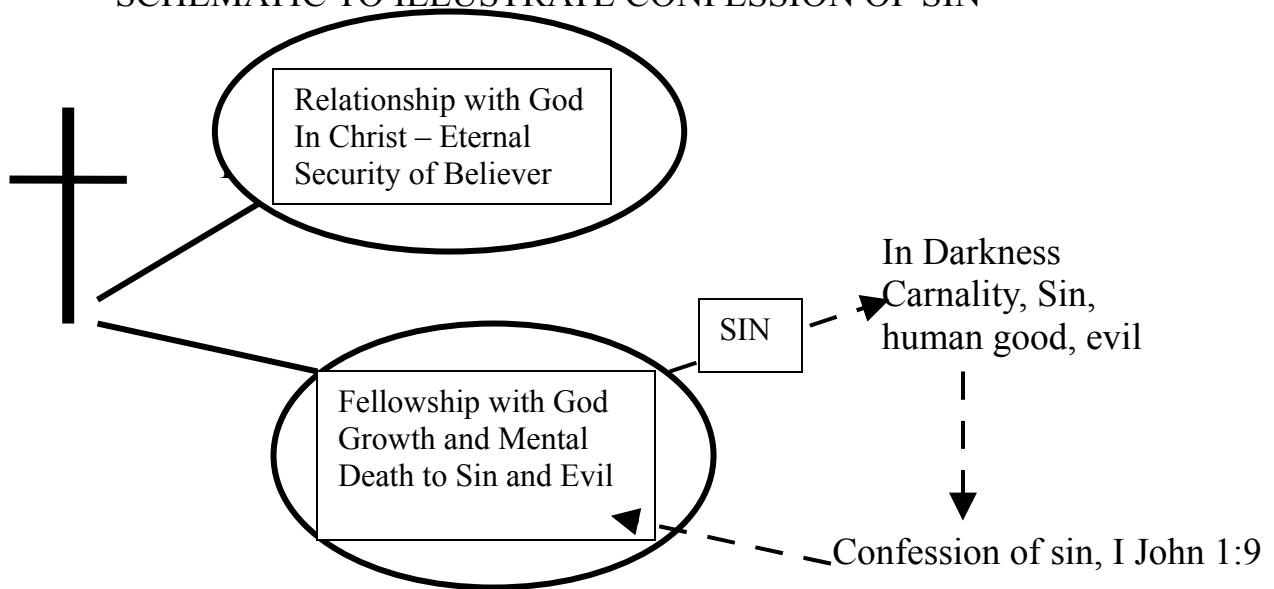 SCHEMATIC TO ILLUSTRATE CONFESSION OF SIN
Relationship with God
In Christ – Eternal
Security of Believer
In Darkness
Carnality, Sin,
human good, evil
SIN
Fellowship with God
Growth and Mental
Death to Sin and Evil
Confession of sin, I John 1:9